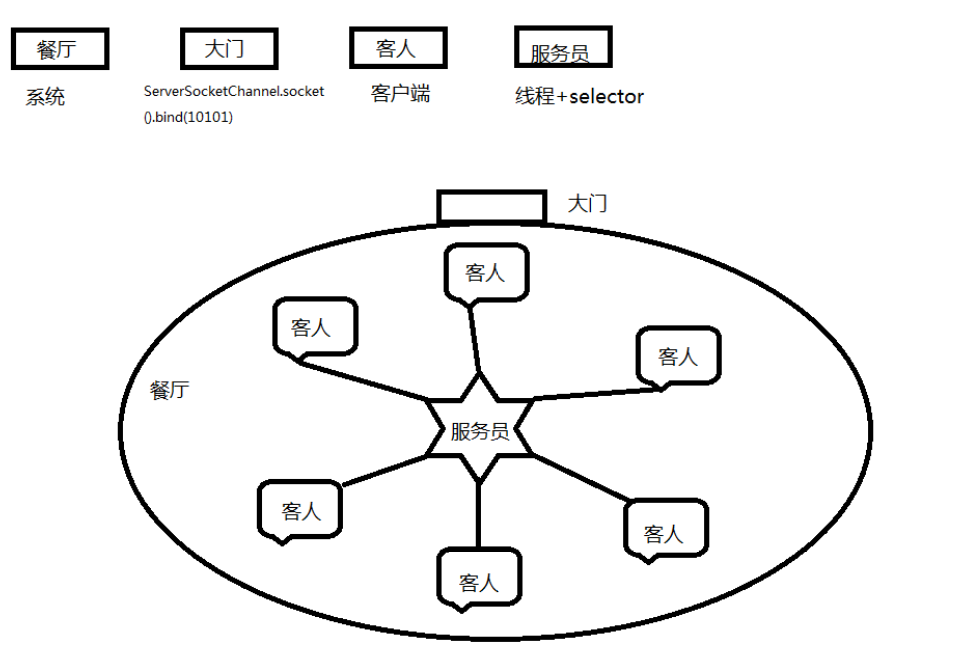 餐厅 大门 客人 服务员
系统 ServerSocketChannel.socket 客户端 线程+selector
().bind(10101)
大门
客人
客人
客人
餐厅
服务员
客人
客人
客人